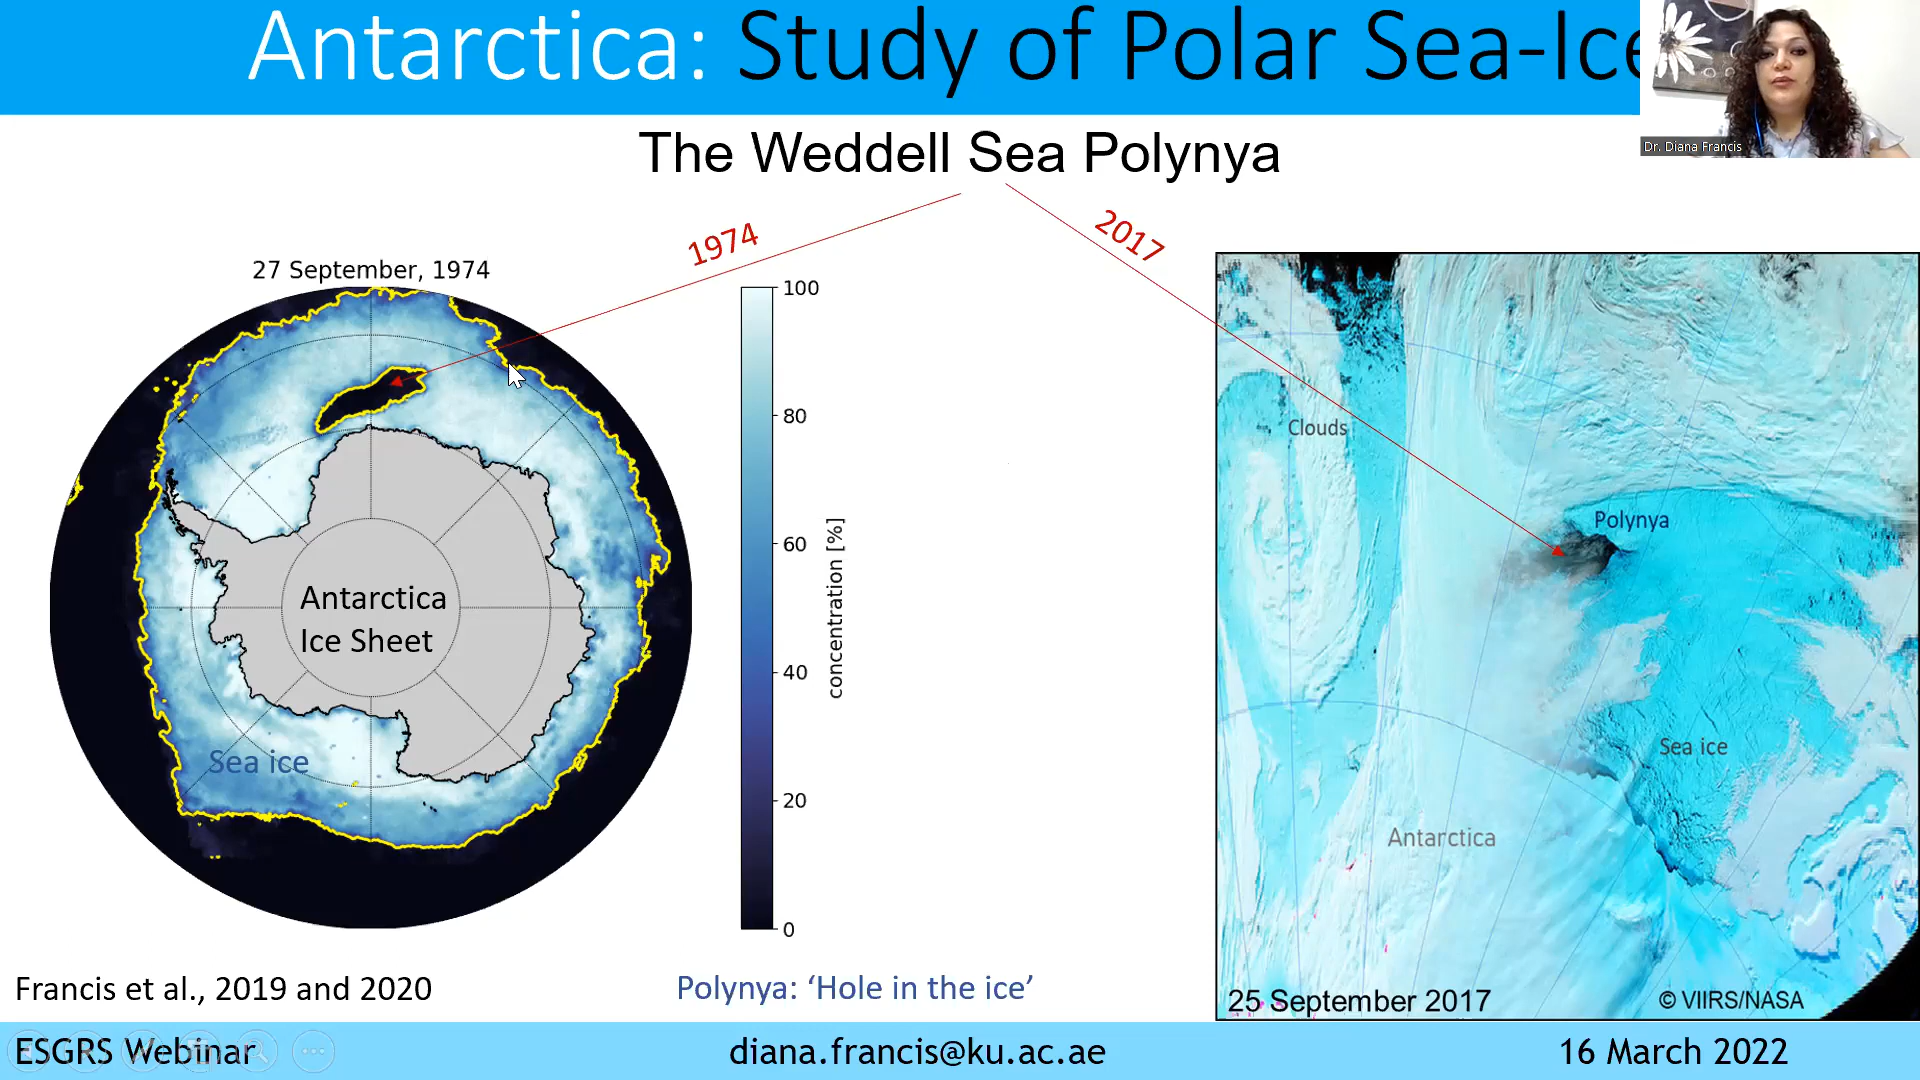 Antarctica: Study of Polar Sea-Ice
Dr. Diana Francis
The Weddell Sea Polynya
1974
2017
27 September, 1974
100
80
60
40
20
0
concentration [%]
Antarctica
Ice Sheet
Sea ice
Clouds
Polynya
Sea ice
Antarctica
25 September 2017
© VIIRS/NASA
Francis et al., 2019 and 2020
Polynya: ‘Hole in the ice’
ESGRS Webinar
diana.francis@ku.ac.ae
16 March 2022